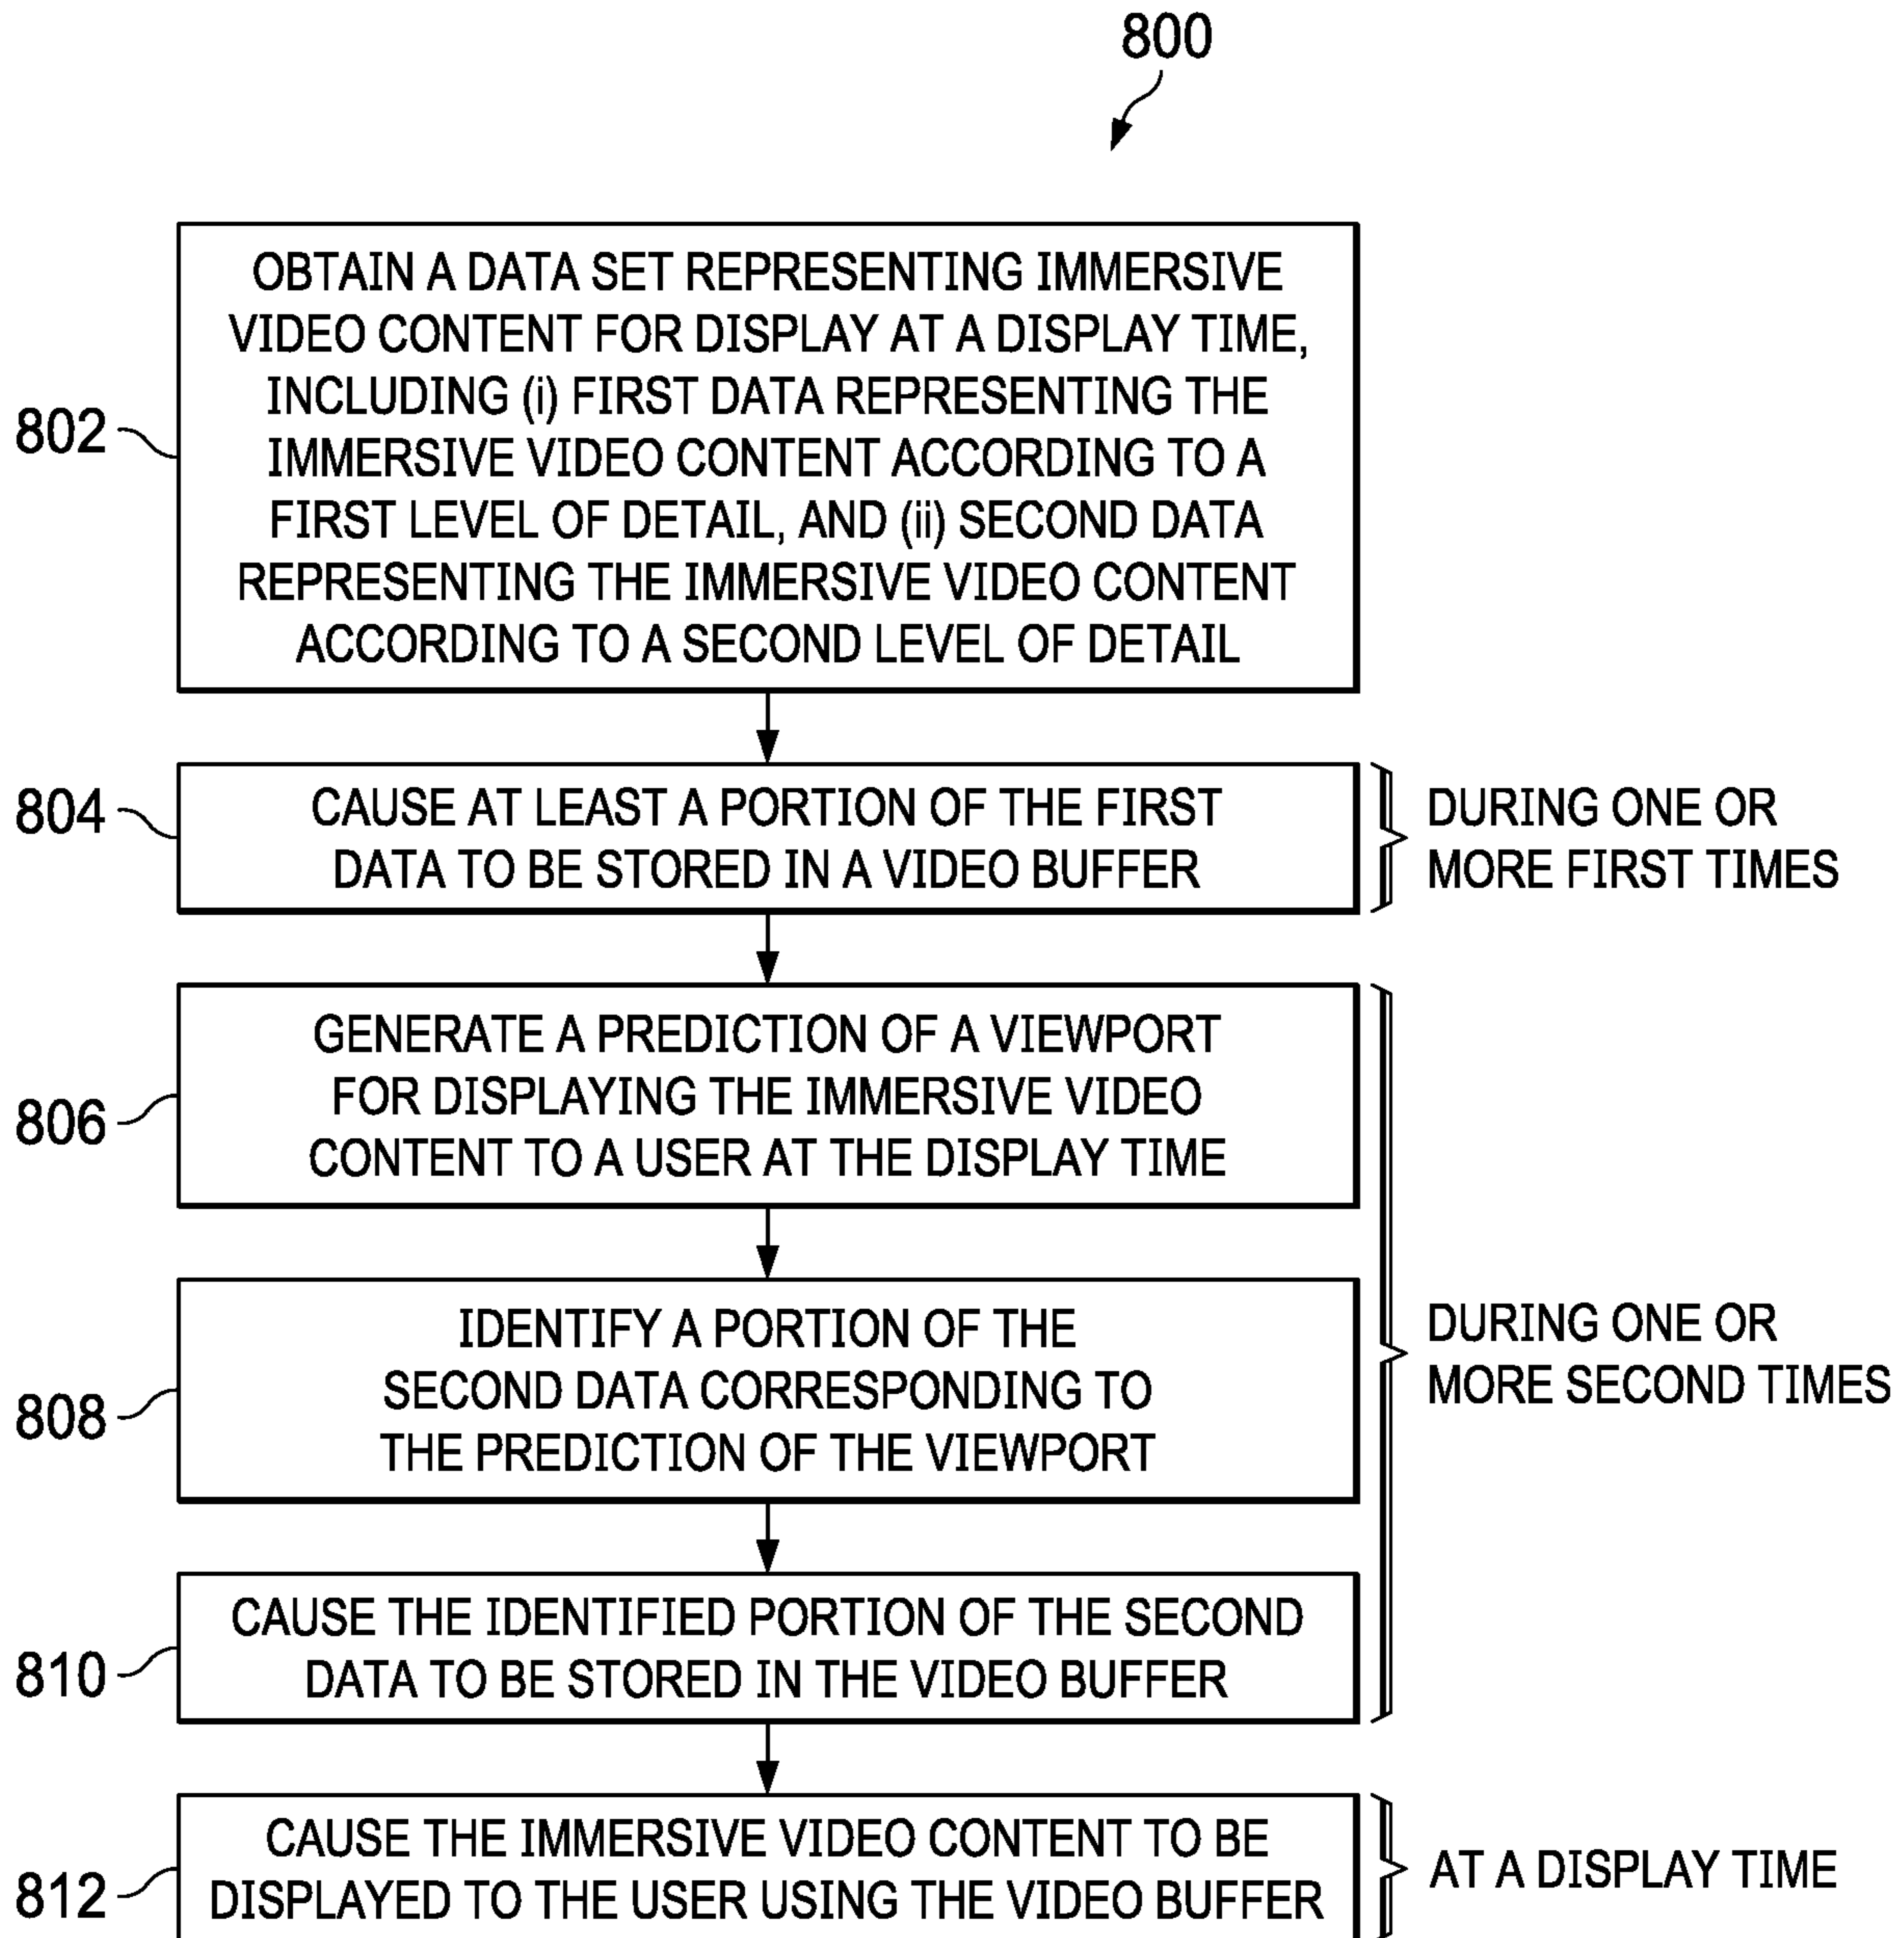 800
802
OBTAIN A DATA SET REPRESENTING IMMERSIVE
VIDEO CONTENT FOR DISPLAY AT A DISPLAY TIME,
INCLUDING (i) FIRST DATA REPRESENTING THE
IMMERSIVE VIDEO CONTENT ACCORDING TO A
FIRST LEVEL OF DETAIL, AND (ii) SECOND DATA
REPRESENTING THE IMMERSIVE VIDEO CONTENT
ACCORDING TO A SECOND LEVEL OF DETAIL
804
CAUSE AT LEAST A PORTION OF THE FIRST
DATA TO BE STORED IN A VIDEO BUFFER
DURING ONE OR
MORE FIRST TIMES
806
GENERATE A PREDICTION OF A VIEWPORT
FOR DISPLAYING THE IMMERSIVE VIDEO
CONTENT TO A USER AT THE DISPLAY TIME
808
IDENTIFY A PORTION OF THE
SECOND DATA CORRESPONDING TO
THE PREDICTION OF THE VIEWPORT
DURING ONE OR
MORE SECOND TIMES
810
CAUSE THE IDENTIFIED PORTION OF THE SECOND
DATA TO BE STORED IN THE VIDEO BUFFER
812
CAUSE THE IMMERSIVE VIDEO CONTENT TO BE
DISPLAYED TO THE USER USING THE VIDEO BUFFER
AT A DISPLAY TIME